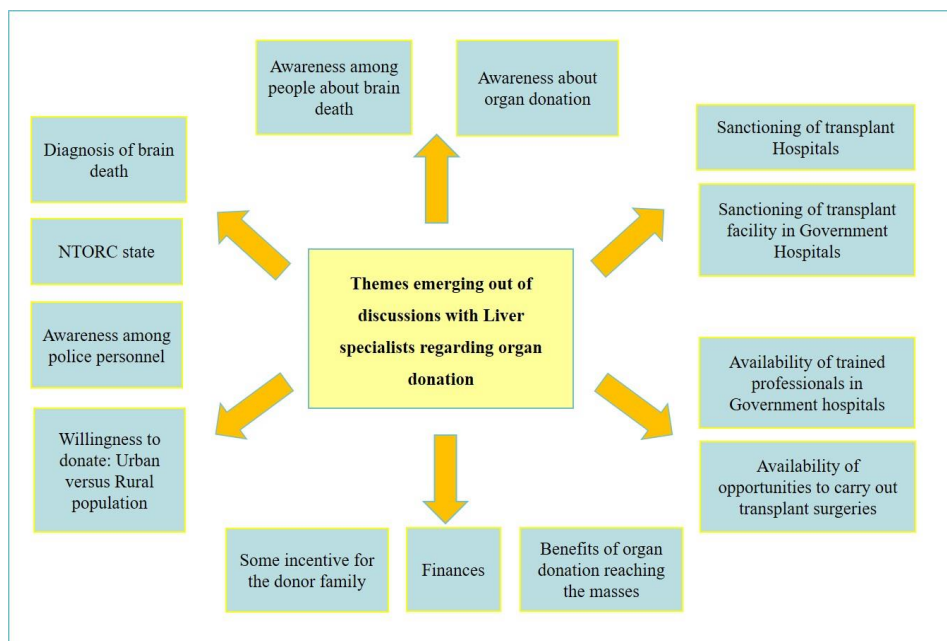 Awareness among
people about brain
death
Awareness about
organ donation
Sanctioning of transplant
Hospitals
Diagnosis of brain
death
Sanctioning of transplant
facility in Government
Hospitals
NTORC state
Themes emerging out of
discussions with Liver
specialists regarding organ
donation
Awareness among
police personnel
Availability of trained
professionals in
Government hospitals
Willingness to
donate: Urban
versus Rural
population
Availability of
opportunities to carry out
transplant surgeries
Some incentive for
the donor family
Finances
Benefits of organ
donation reaching
the masses